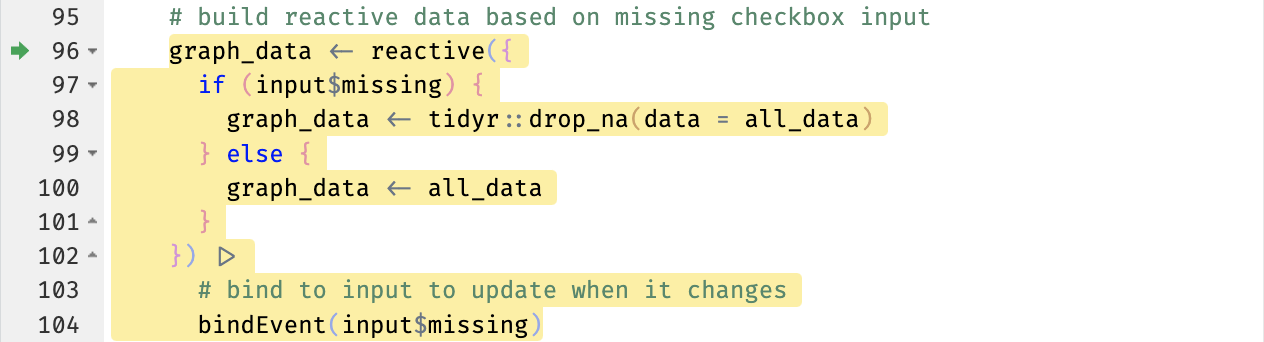 95 # build reactive data based on missing checkbox input
96 graph_data <- reactive({
97 if (input$missing) {
98 graph_data <- tidyr::drop_na(data = all_data)
99 } else {
100 graph_data <- all_data
101 }
102 }) |>
103 # bind to input to update when it changes
104 bindEvent(input$missing)